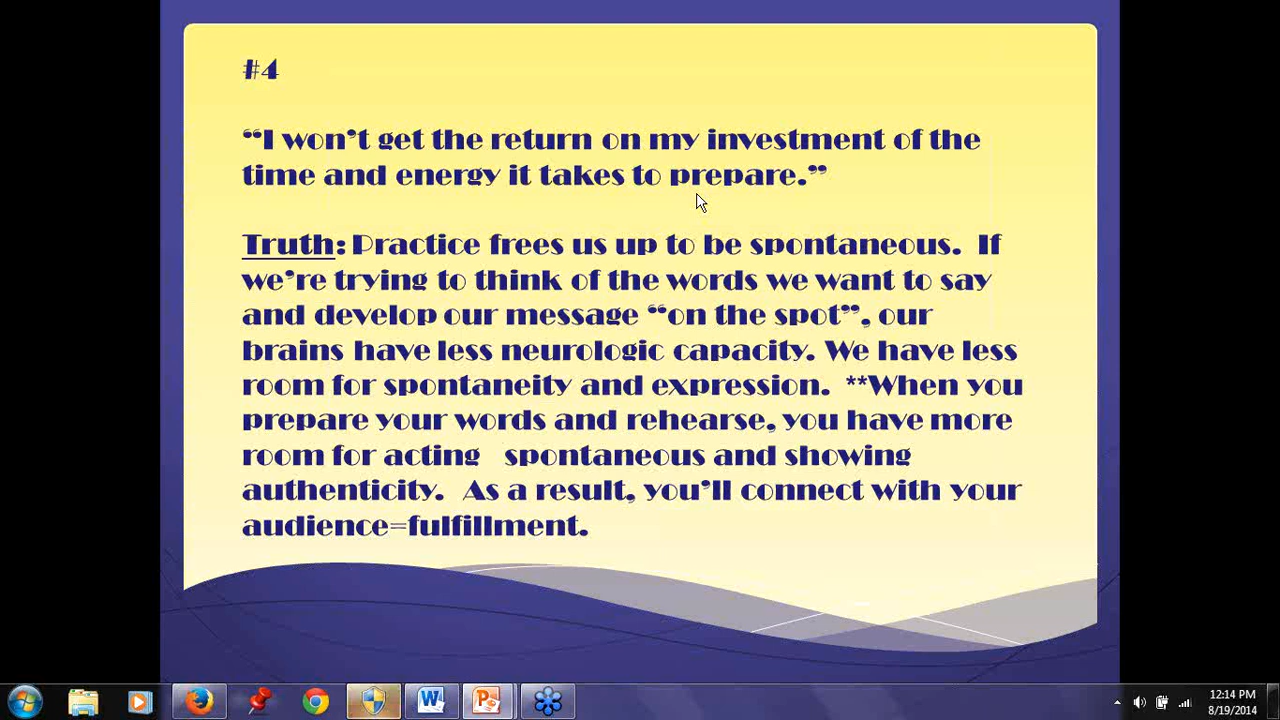 #4
“I won’t get the return on my investment of the
time and energy it takes to prepare.”
Truth: Practice frees us up to be spontaneous.  If
we’re trying to think of the words we want to say
and develop our message “on the spot”, our
brains have less neurologic capacity. We have less
room for spontaneity and expression.  **When you
prepare your words and rehearse, you have more
room for acting   spontaneous and showing
authenticity.  As a result, you’ll connect with your
audience=fulfillment.
12:14 PM
8/19/2014